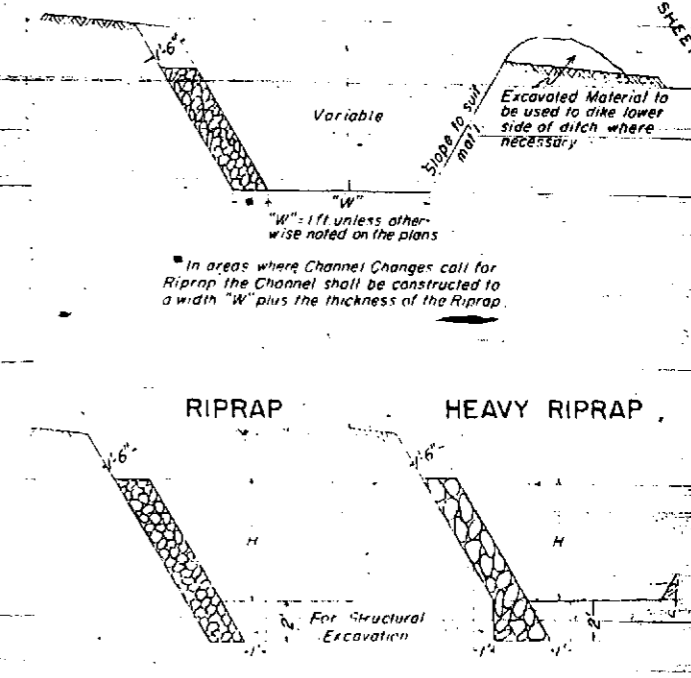 SHEET
1'-6"
Variable
Slope to suit
mat'l.
Excavated Material to
be used to dike lower
side of ditch where
necessary
"W"
"W"=1 ft. unless other-
wise noted on the plans
In areas where Channel Changes call for
Riprap the Channel shall be constructed to
a width "W" plus the thickness of the Riprap.
RIPRAP
1'-6"
H
2'
For Structural
Excavation
HEAVY RIPRAP
1'-6"
H
2'